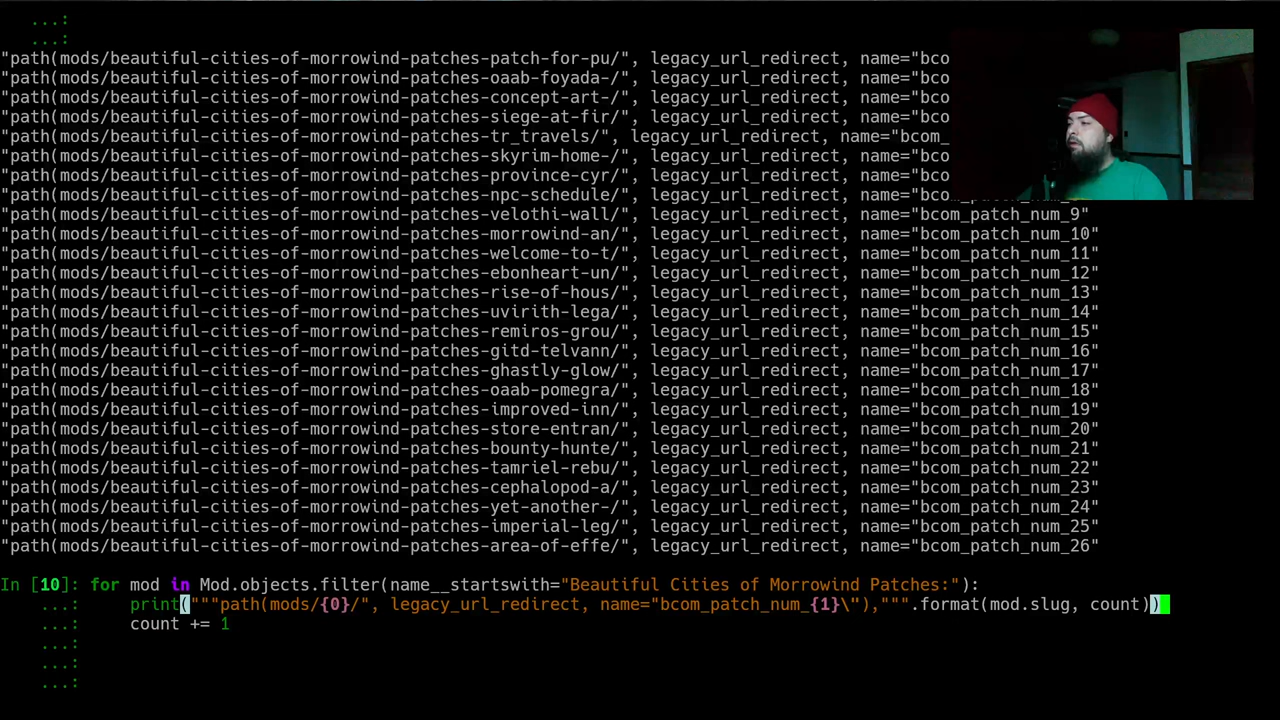 ...:
...:
"path(mods/beautiful-cities-of-morrowind-patches-patch-for-pu/", legacy_url_redirect, name="bco
"path(mods/beautiful-cities-of-morrowind-patches-oaab-foyada-/", legacy_url_redirect, name="bco
"path(mods/beautiful-cities-of-morrowind-patches-concept-art-/", legacy_url_redirect, name="bco
"path(mods/beautiful-cities-of-morrowind-patches-siege-at-fir/", legacy_url_redirect, name="bco
"path(mods/beautiful-cities-of-morrowind-patches-tr_travels/", legacy_url_redirect, name="bcom_
"path(mods/beautiful-cities-of-morrowind-patches-skyrim-home-/", legacy_url_redirect, name="bco
"path(mods/beautiful-cities-of-morrowind-patches-province-cyr/", legacy_url_redirect, name="bco
"path(mods/beautiful-cities-of-morrowind-patches-npc-schedule/", legacy_url_redirect, name="bco
"path(mods/beautiful-cities-of-morrowind-patches-velothi-wall/", legacy_url_redirect, name="bcom_patch_num_9"
"path(mods/beautiful-cities-of-morrowind-patches-morrowind-an/", legacy_url_redirect, name="bcom_patch_num_10"
"path(mods/beautiful-cities-of-morrowind-patches-welcome-to-t/", legacy_url_redirect, name="bcom_patch_num_11"
"path(mods/beautiful-cities-of-morrowind-patches-ebonheart-un/", legacy_url_redirect, name="bcom_patch_num_12"
"path(mods/beautiful-cities-of-morrowind-patches-rise-of-hous/", legacy_url_redirect, name="bcom_patch_num_13"
"path(mods/beautiful-cities-of-morrowind-patches-uvirith-lega/", legacy_url_redirect, name="bcom_patch_num_14"
"path(mods/beautiful-cities-of-morrowind-patches-remiros-grou/", legacy_url_redirect, name="bcom_patch_num_15"
"path(mods/beautiful-cities-of-morrowind-patches-gitd-telvann/", legacy_url_redirect, name="bcom_patch_num_16"
"path(mods/beautiful-cities-of-morrowind-patches-ghastly-glow/", legacy_url_redirect, name="bcom_patch_num_17"
"path(mods/beautiful-cities-of-morrowind-patches-oaab-pomegra/", legacy_url_redirect, name="bcom_patch_num_18"
"path(mods/beautiful-cities-of-morrowind-patches-improved-inn/", legacy_url_redirect, name="bcom_patch_num_19"
"path(mods/beautiful-cities-of-morrowind-patches-store-entran/", legacy_url_redirect, name="bcom_patch_num_20"
"path(mods/beautiful-cities-of-morrowind-patches-bounty-hunte/", legacy_url_redirect, name="bcom_patch_num_21"
"path(mods/beautiful-cities-of-morrowind-patches-tamriel-rebu/", legacy_url_redirect, name="bcom_patch_num_22"
"path(mods/beautiful-cities-of-morrowind-patches-cephalopod-a/", legacy_url_redirect, name="bcom_patch_num_23"
"path(mods/beautiful-cities-of-morrowind-patches-yet-another-/", legacy_url_redirect, name="bcom_patch_num_24"
"path(mods/beautiful-cities-of-morrowind-patches-imperial-leg/", legacy_url_redirect, name="bcom_patch_num_25"
"path(mods/beautiful-cities-of-morrowind-patches-area-of-effe/", legacy_url_redirect, name="bcom_patch_num_26"
In [10]: for mod in Mod.objects.filter(name__startswith="Beautiful Cities of Morrowind Patches:"):
...: print("""path(mods/{0}/", legacy_url_redirect, name="bcom_patch_num_{1}\"),""".format(mod.slug, count))
...: count += 1
...:
...:
...: